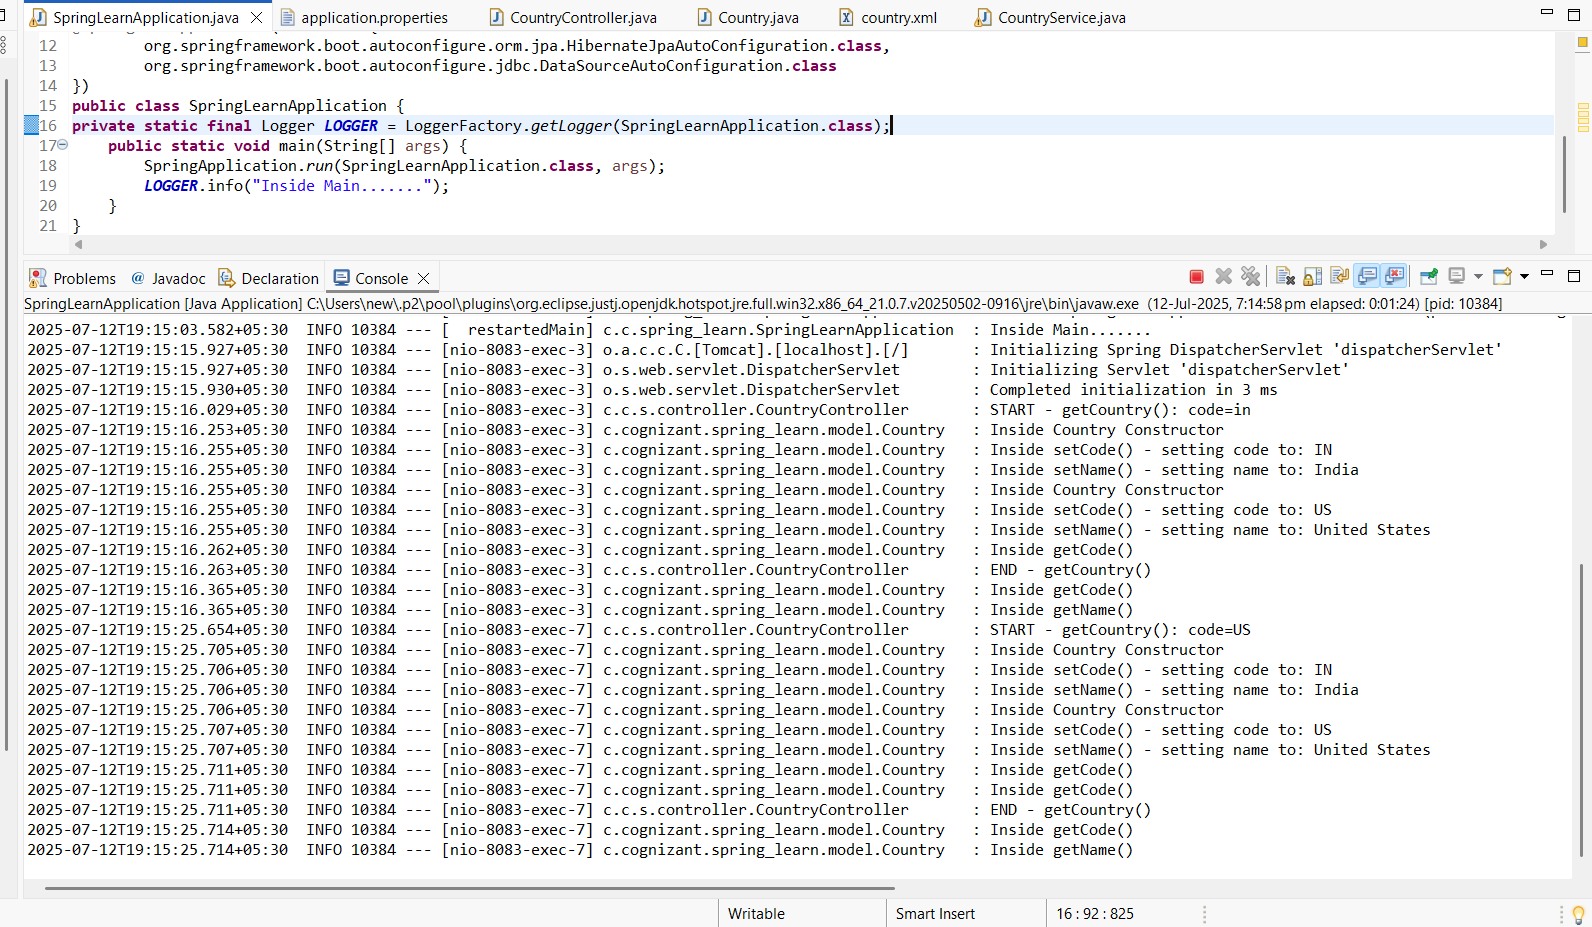 SpringLearnApplication.java application.properties CountryController.java Country.java country.xml CountryService.java
12 org.springframework.boot.autoconfigure.orm.jpa.HibernateJpaAutoConfiguration.class,
13 org.springframework.boot.autoconfigure.jdbc.DataSourceAutoConfiguration.class
14 })
15 public class SpringLearnApplication {
16 private static final Logger LOGGER = LoggerFactory.getLogger(SpringLearnApplication.class);
17 public static void main(String[] args) {
18 SpringApplication.run(SpringLearnApplication.class, args);
19 LOGGER.info("Inside Main.......");
20 }
21 }
Problems @ Javadoc Declaration Console
SpringLearnApplication [Java Application] C:\Users\new\.p2\pool\plugins\org.eclipse.justj.openjdk.hotspot.jre.full.win32.x86_64_21.0.7.v20250502-0916\jre\bin\javaw.exe (12-Jul-2025, 7:14:58 pm elapsed: 0:01:24) [pid: 10384]
2025-07-12T19:15:03.582+05:30 INFO 10384 --- [ restartedMain] c.c.spring_learn.SpringLearnApplication : Inside Main.......
2025-07-12T19:15:15.927+05:30 INFO 10384 --- [nio-8083-exec-3] o.a.c.c.C.[Tomcat].[localhost].[/] : Initializing Spring DispatcherServlet 'dispatcherServlet'
2025-07-12T19:15:15.927+05:30 INFO 10384 --- [nio-8083-exec-3] o.s.web.servlet.DispatcherServlet : Initializing Servlet 'dispatcherServlet'
2025-07-12T19:15:15.930+05:30 INFO 10384 --- [nio-8083-exec-3] o.s.web.servlet.DispatcherServlet : Completed initialization in 3 ms
2025-07-12T19:15:16.029+05:30 INFO 10384 --- [nio-8083-exec-3] c.c.s.controller.CountryController : START - getCountry(): code=in
2025-07-12T19:15:16.253+05:30 INFO 10384 --- [nio-8083-exec-3] c.cognizant.spring_learn.model.Country : Inside Country Constructor
2025-07-12T19:15:16.255+05:30 INFO 10384 --- [nio-8083-exec-3] c.cognizant.spring_learn.model.Country : Inside setCode() - setting code to: IN
2025-07-12T19:15:16.255+05:30 INFO 10384 --- [nio-8083-exec-3] c.cognizant.spring_learn.model.Country : Inside setName() - setting name to: India
2025-07-12T19:15:16.255+05:30 INFO 10384 --- [nio-8083-exec-3] c.cognizant.spring_learn.model.Country : Inside Country Constructor
2025-07-12T19:15:16.255+05:30 INFO 10384 --- [nio-8083-exec-3] c.cognizant.spring_learn.model.Country : Inside setCode() - setting code to: US
2025-07-12T19:15:16.255+05:30 INFO 10384 --- [nio-8083-exec-3] c.cognizant.spring_learn.model.Country : Inside setName() - setting name to: United States
2025-07-12T19:15:16.262+05:30 INFO 10384 --- [nio-8083-exec-3] c.cognizant.spring_learn.model.Country : Inside getCode()
2025-07-12T19:15:16.263+05:30 INFO 10384 --- [nio-8083-exec-3] c.c.s.controller.CountryController : END - getCountry()
2025-07-12T19:15:16.365+05:30 INFO 10384 --- [nio-8083-exec-3] c.cognizant.spring_learn.model.Country : Inside getCode()
2025-07-12T19:15:16.365+05:30 INFO 10384 --- [nio-8083-exec-3] c.cognizant.spring_learn.model.Country : Inside getName()
2025-07-12T19:15:25.654+05:30 INFO 10384 --- [nio-8083-exec-7] c.c.s.controller.CountryController : START - getCountry(): code=US
2025-07-12T19:15:25.705+05:30 INFO 10384 --- [nio-8083-exec-7] c.cognizant.spring_learn.model.Country : Inside Country Constructor
2025-07-12T19:15:25.706+05:30 INFO 10384 --- [nio-8083-exec-7] c.cognizant.spring_learn.model.Country : Inside setCode() - setting code to: IN
2025-07-12T19:15:25.706+05:30 INFO 10384 --- [nio-8083-exec-7] c.cognizant.spring_learn.model.Country : Inside setName() - setting name to: India
2025-07-12T19:15:25.706+05:30 INFO 10384 --- [nio-8083-exec-7] c.cognizant.spring_learn.model.Country : Inside Country Constructor
2025-07-12T19:15:25.707+05:30 INFO 10384 --- [nio-8083-exec-7] c.cognizant.spring_learn.model.Country : Inside setCode() - setting code to: US
2025-07-12T19:15:25.707+05:30 INFO 10384 --- [nio-8083-exec-7] c.cognizant.spring_learn.model.Country : Inside setName() - setting name to: United States
2025-07-12T19:15:25.711+05:30 INFO 10384 --- [nio-8083-exec-7] c.cognizant.spring_learn.model.Country : Inside getCode()
2025-07-12T19:15:25.711+05:30 INFO 10384 --- [nio-8083-exec-7] c.cognizant.spring_learn.model.Country : Inside getCode()
2025-07-12T19:15:25.711+05:30 INFO 10384 --- [nio-8083-exec-7] c.c.s.controller.CountryController : END - getCountry()
2025-07-12T19:15:25.714+05:30 INFO 10384 --- [nio-8083-exec-7] c.cognizant.spring_learn.model.Country : Inside getCode()
2025-07-12T19:15:25.714+05:30 INFO 10384 --- [nio-8083-exec-7] c.cognizant.spring_learn.model.Country : Inside getName()
Writable Smart Insert 16 : 92 : 825